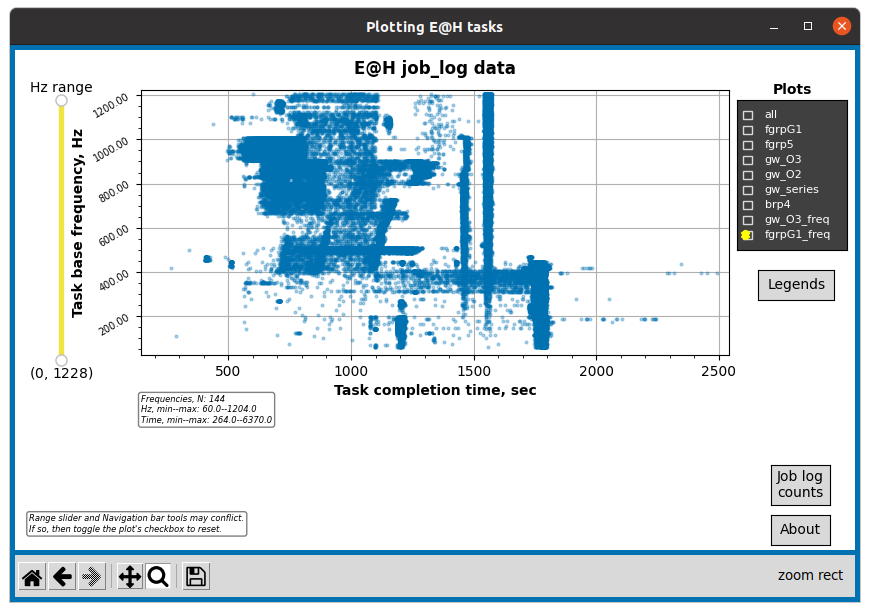 Plotting E@H tasks
E@H job_log data
Hz range
Plots
1200.00
1000.00
800.00
600.00
400.00
200.00
Task base frequency, Hz
all
fgrpG1
fgrp5
gw_O3
gw_O2
gw_series
brp4
gw_O3_freq
fgrpG1_freq
Legends
(0, 1228)
500
1000
1500
2000
2500
Task completion time, sec
Frequencies, N: 144
Hz, min--max: 60.0--1204.0
Time, min--max: 264.0--6370.0
Job log
counts
Range slider and Navigation bar tools may conflict.
If so, then toggle the plot's checkbox to reset.
About
zoom rect